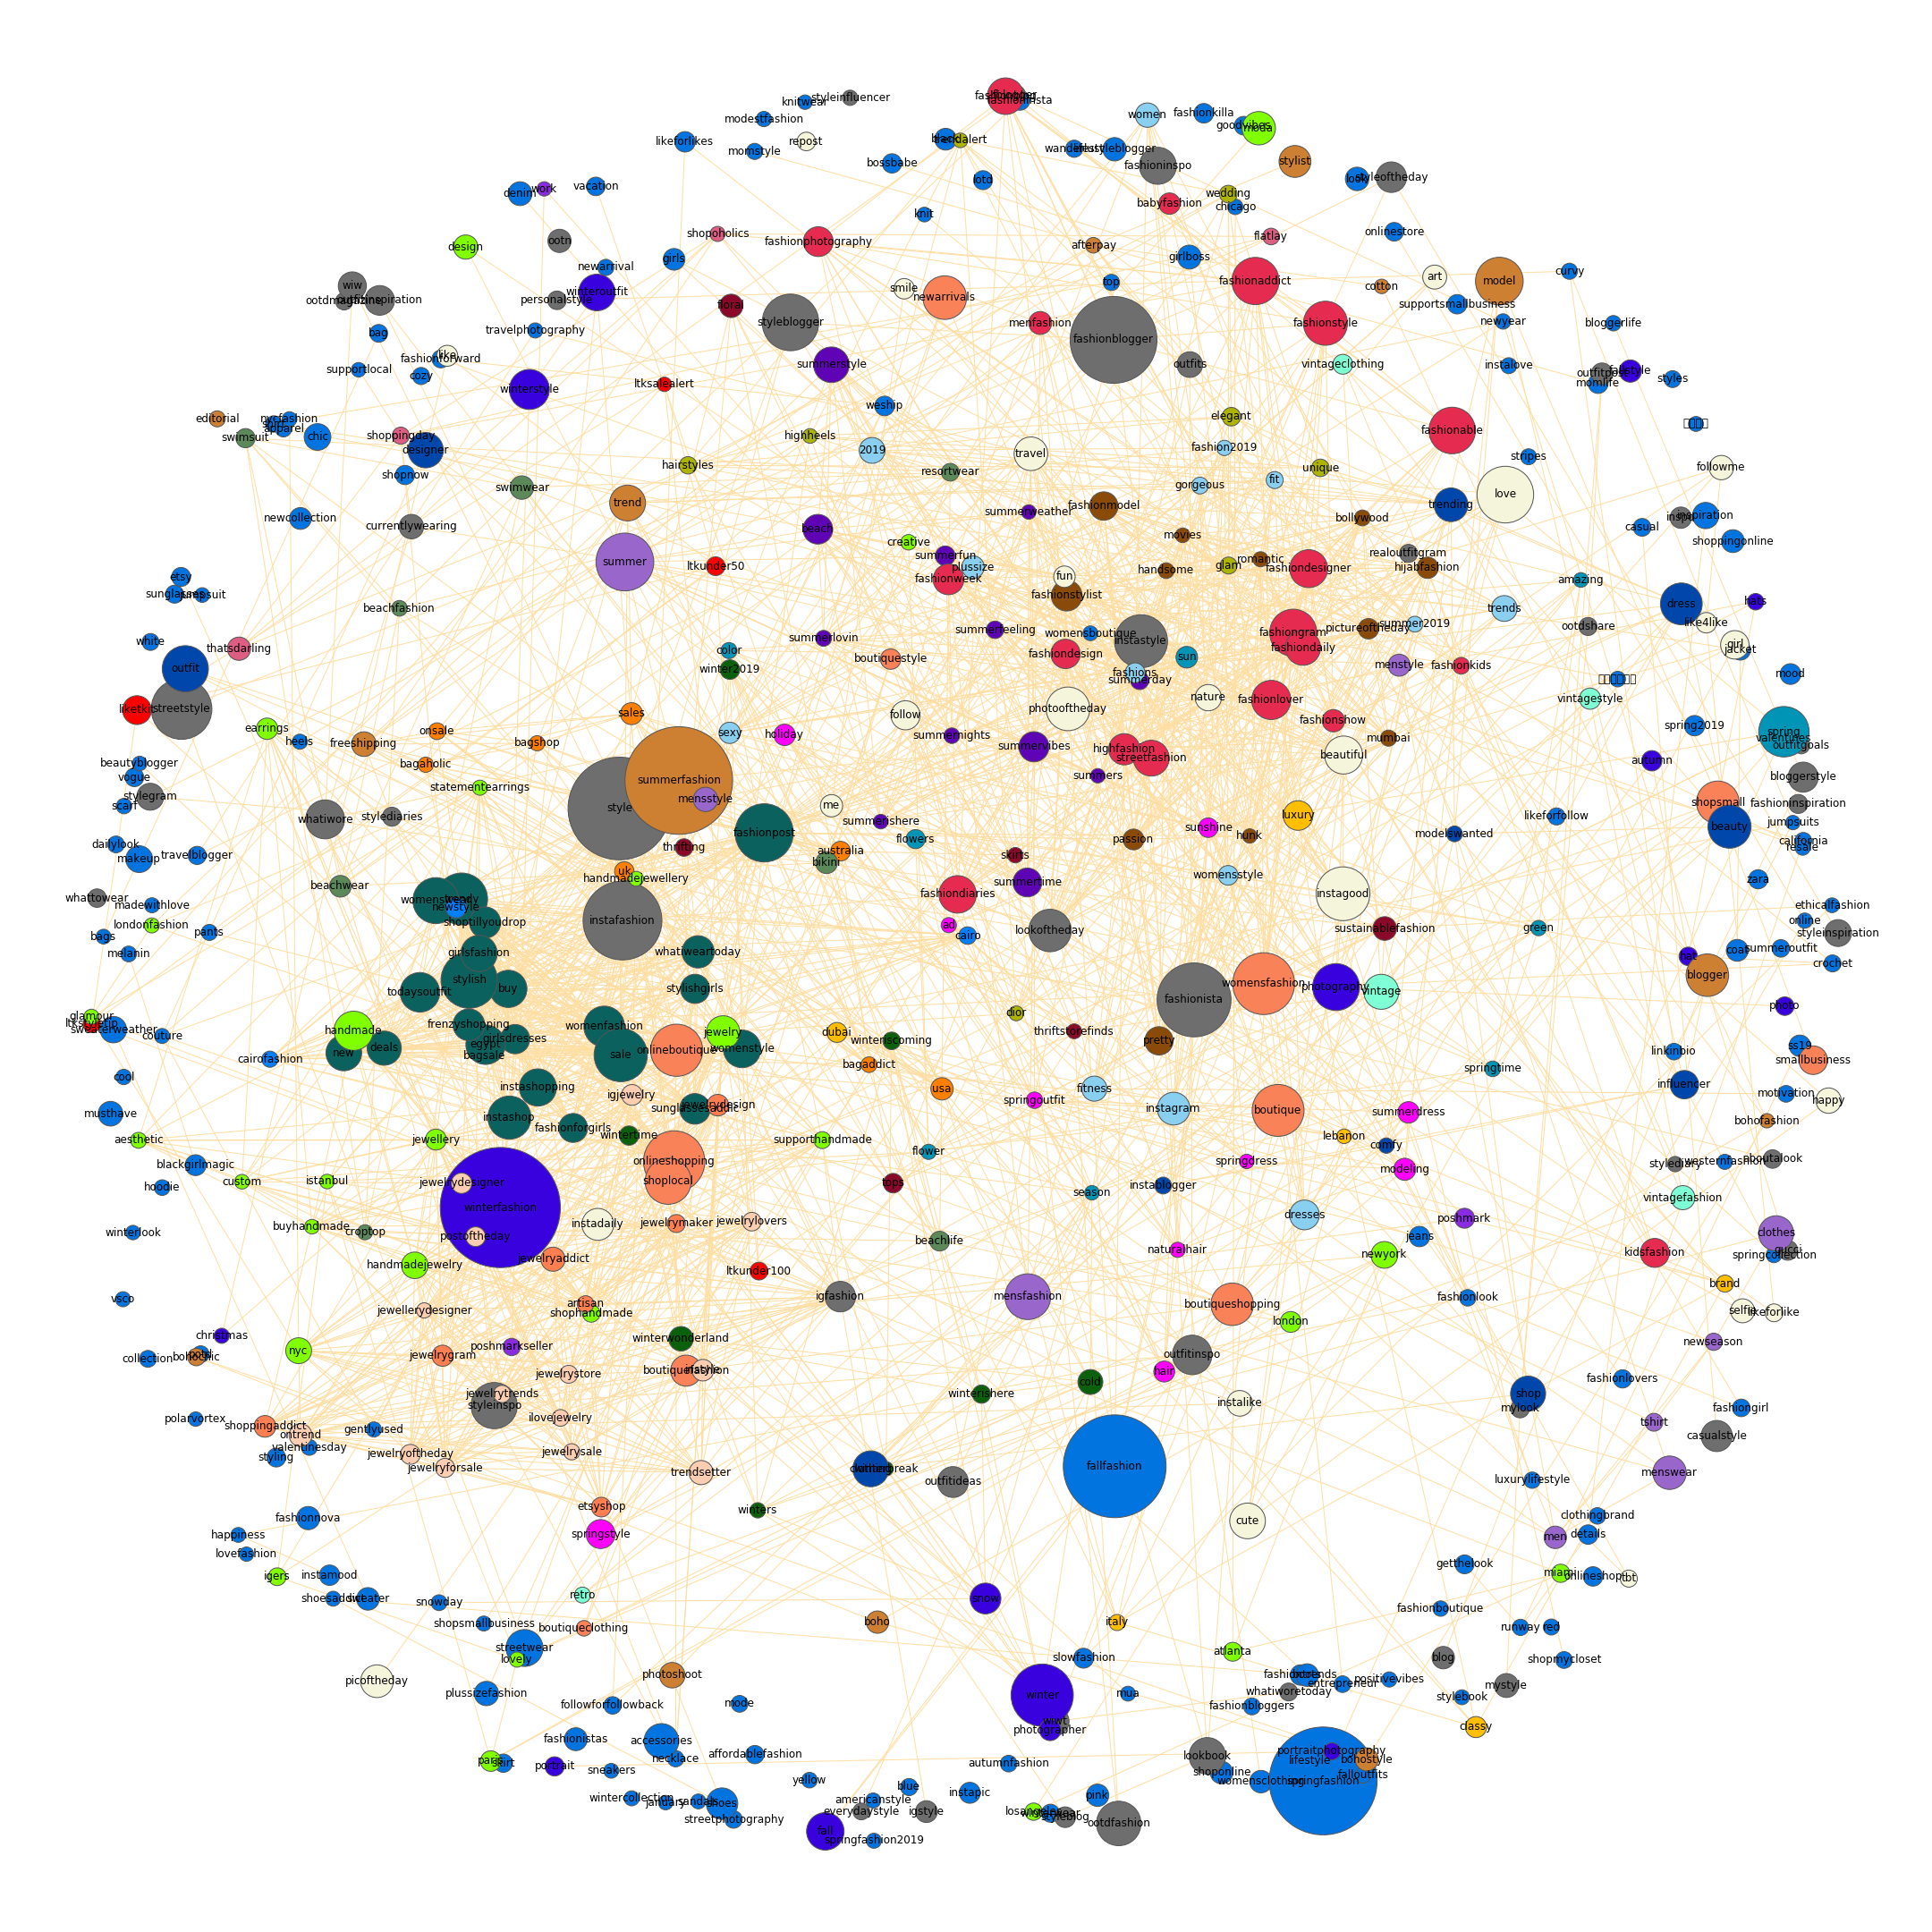 knitwear
styleinfluencer
fashioninsta
modestfashion
women
fashionkilla
goodvibes
moda
likeforlikes
repost
trendalert
momstyle
bossbabe
lifestyleblogger
fashioninspo
stylist
lotd
look
styleoftheday
denim
work
vacation
wedding
babyfashion
chicago
knit
shopoholics
fashionphotography
afterpay
flatlay
onlinestore
design
ootn
girls
girlboss
newarrival
wiw
ootdmagazine
outfitinspiration
winteroutfit
personalstyle
floral
smile
newarrivals
top
fashionaddict
art
cotton
model
curvy
supportsmallbusiness
bag
travelphotography
styleblogger
menfashion
fashionblogger
fashionstyle
newyear
bloggerlife
like
fashionforward
supportlocal
cozy
winterstyle
ltksalealert
summerstyle
outfits
vintageclothing
instalove
outfitpost
fallstyle
momlife
styles
editorial
nycfashion
apparel
swimsuit
chic
shoppingday
designer
weship
highheels
2019
elegant
fashion2019
fashionable
stripes
shopnow
hairstyles
swimwear
resortwear
travel
gorgeous
fit
unique
followme
newcollection
currentlywearing
trend
beach
summerweather
fashionmodel
bollywood
trending
love
casual
inspo
inspiration
shoppingonline
creative
movies
summer
ltkunder50
summerfun
plussize
fashionweek
fun
handsome
glam
romantic
fashiondesigner
realoutfitgram
hijabfashion
amazing
etsy
sunglasses
jumpsuit
beachfashion
fashionstylist
trends
dress
hats
white
thatsdarling
summerlovin
summerfeeling
womensboutique
instastyle
fashiongram
fashiondaily
pictureoftheday
summer2019
ootdshare
like4like
girl
jacket
outfit
color
winter2019
boutiquestyle
fashiondesign
fashions
summerday
sun
menstyle
fashionkids
mood
liketkit
streetstyle
sales
follow
photooftheday
nature
fashionlover
fashionshow
vintagestyle
spring2019
spring
valentines
outfitgoals
earrings
heels
freeshipping
onsale
bagshop
sexy
holiday
summernights
summervibes
highfashion
streetfashion
beautiful
mumbai
autumn
beautyblogger
vogue
stylegram
scarf
bagaholic
statementearrings
style
summerfashion
mensstyle
summers
bloggerstyle
shopsmall
fashioninspiration
whatiwore
stylediaries
me
summerishere
fashionpost
flowers
passion
sunshine
hunk
luxury
modelswanted
likeforfollow
beauty
jumpsuits
california
resale
dailylook
makeup
travelblogger
thrifting
australia
bikini
skirts
uk
handmadejewellery
beachwear
summertime
womensstyle
zara
whattowear
madewithlove
londonfashion
bags
pants
melanin
womenswear
trendy
newstyle
shoptillyoudrop
instafashion
fashiondiaries
ad
cairo
lookoftheday
instagood
sustainablefashion
green
ethicalfashion
online
styleinspiration
girlsfashion
whatiweartoday
coat
summeroutfit
hat
blogger
crochet
todaysoutfit
stylish
buy
stylishgirls
fashionista
womensfashion
photography
vintage
photo
glamour
ltkstyletip
sweaterweather
couture
handmade
frenzyshopping
girlsdresses
womenfashion
jewelry
dubai
winteriscoming
dior
thriftstorefinds
pretty
new
deals
egypt
bagsale
sale
onlineboutique
womenstyle
linkinbio
ss19
smallbusiness
cairofashion
bagaddict
springtime
cool
instashopping
igjewelry
usa
fitness
influencer
motivation
happy
musthave
instashop
sunglassesaddic
jewelrydesign
springoutfit
instagram
boutique
summerdress
bohofashion
aesthetic
jewellery
fashionforgirls
wintertime
supporthandmade
flower
lebanon
comfy
blackgirlmagic
onlineshopping
springdress
modeling
stylediary
westernfashion
aboutalook
hoodie
custom
istanbul
jewelrydesigner
shoplocal
tops
season
instablogger
vintagefashion
winterlook
buyhandmade
croptop
winterfashion
postoftheday
instadaily
jewelrymaker
jewelrylovers
beachlife
dresses
poshmark
jeans
clothes
naturalhair
newyork
kidsfashion
gucci
springcollection
handmadejewelry
jewelryaddict
ltkunder100
vsco
jewellerydesigner
artisan
shophandmade
igfashion
mensfashion
boutiqueshopping
fashionlook
brand
selfie
likeforlike
london
christmas
collection
bohochic
nyc
jewelrygram
poshmarkseller
winterwonderland
boutiquefashion
outfitinspo
hair
newseason
jewelrystore
jewelrytrends
styleinspo
winterishere
cold
instalike
shop
mylook
fashionlovers
fashiongirl
polarvortex
shoppingaddict
ontrend
gentlyused
ilovejewelry
tshirt
casualstyle
styling
valentinesday
jewelryoftheday
jewelryforsale
jewelrysale
trendsetter
outfitideas
fallfashion
luxurylifestyle
menswear
winters
etsyshop
springstyle
fashionnova
cute
clothingbrand
details
men
happiness
lovefashion
getthelook
igers
instamood
miami
onlineshop
tbt
shoesaddict
sweater
snowday
retro
snow
fashionboutique
shopsmallbusiness
boutiqueclothing
boho
italy
runway
red
streetwear
lovely
atlanta
slowfashion
blog
shopmycloset
picoftheday
photoshoot
entrepreneur
positivevibes
mystyle
plussizefashion
followforfollowback
mode
winter
mua
whatiworetoday
fashionbloggers
stylebook
classy
fashionistas
accessories
wiwt
photographer
paris
skirt
portrait
necklace
affordablefashion
autumnfashion
lookbook
portraitphotography
lifestyle
bohostyle
falloutfits
sneakers
yellow
blue
instapic
shoponline
womensclothing
springfashion
wintercollection
january
sandals
shoes
streetphotography
americanstyle
everydaystyle
igstyle
pink
styleblog
ootdfashion
fall
springfashion2019